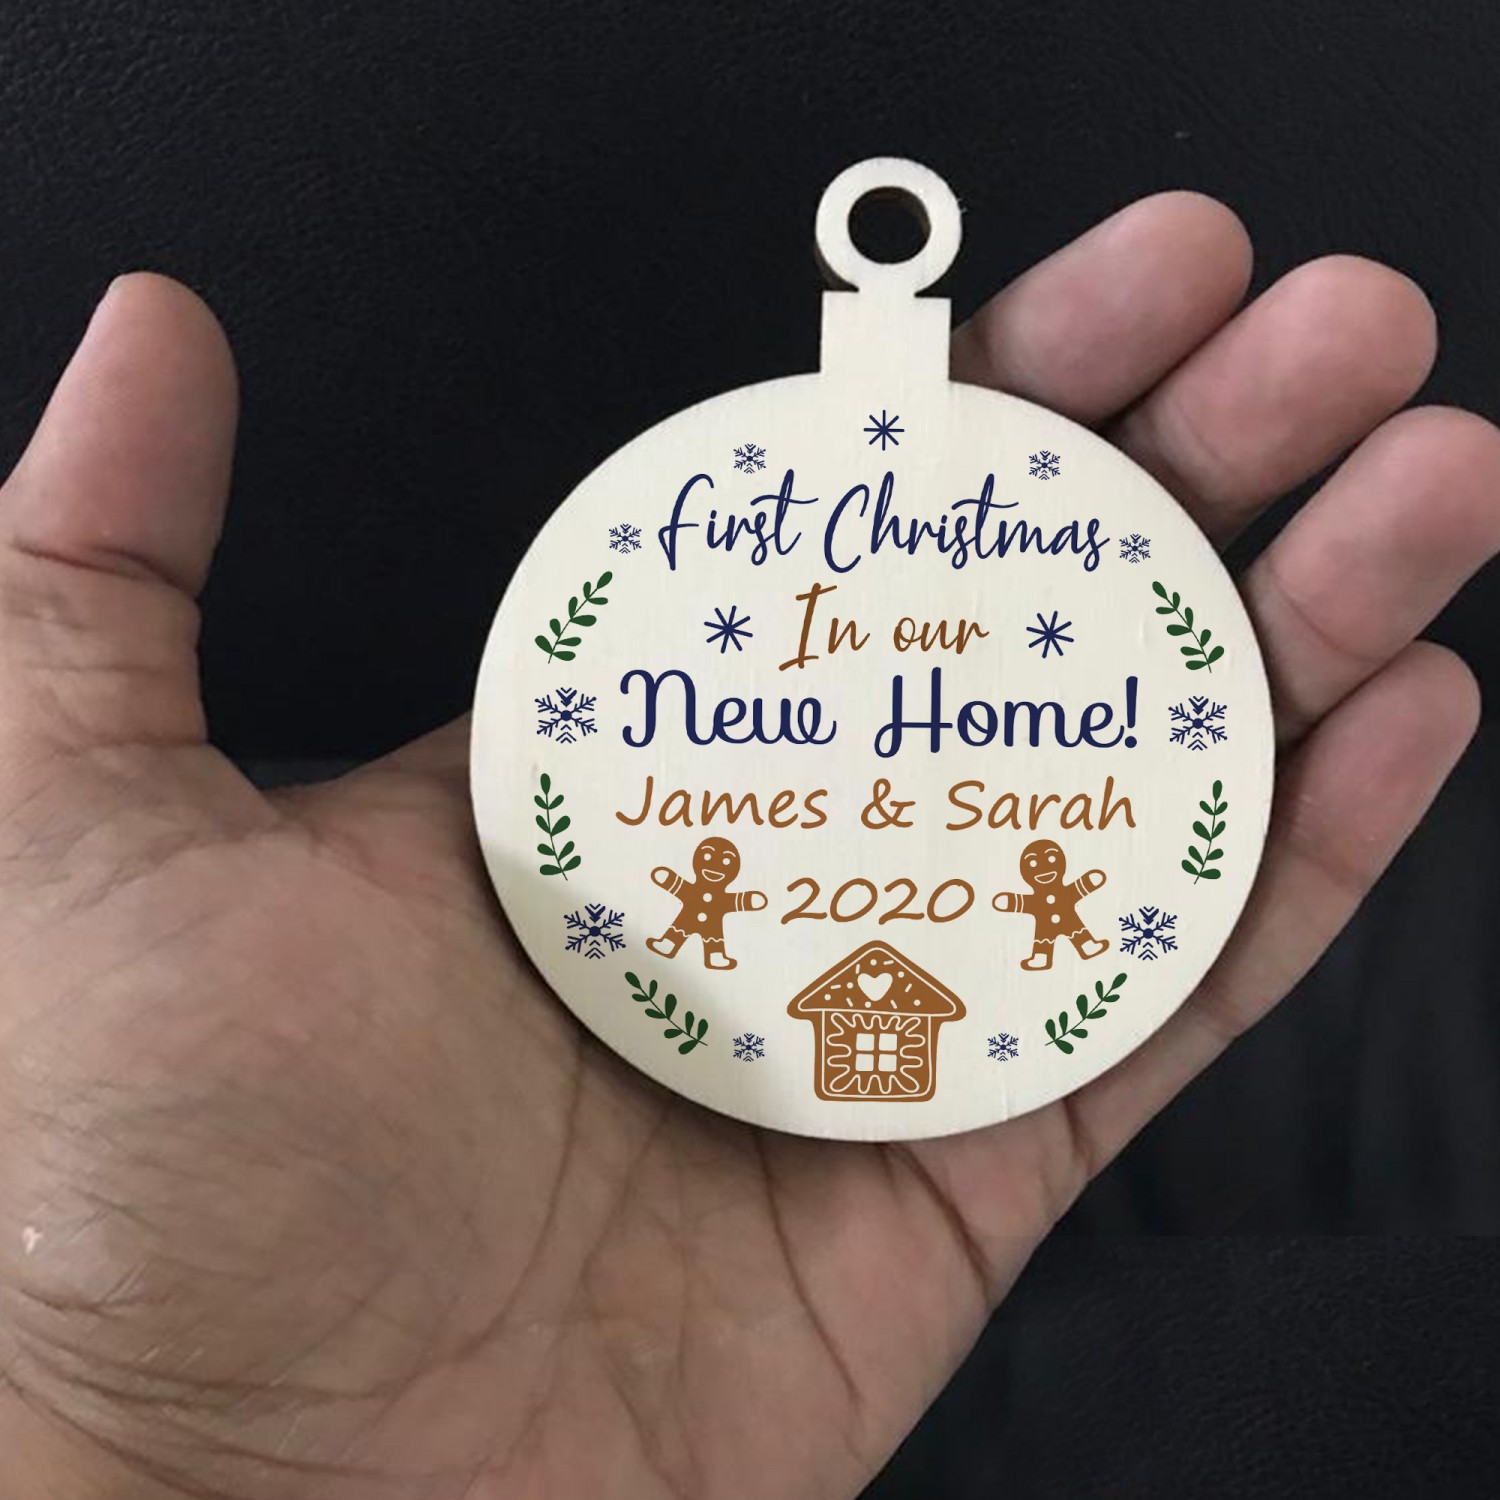 First Christmas
In our
New Home!
James & Sarah
2020